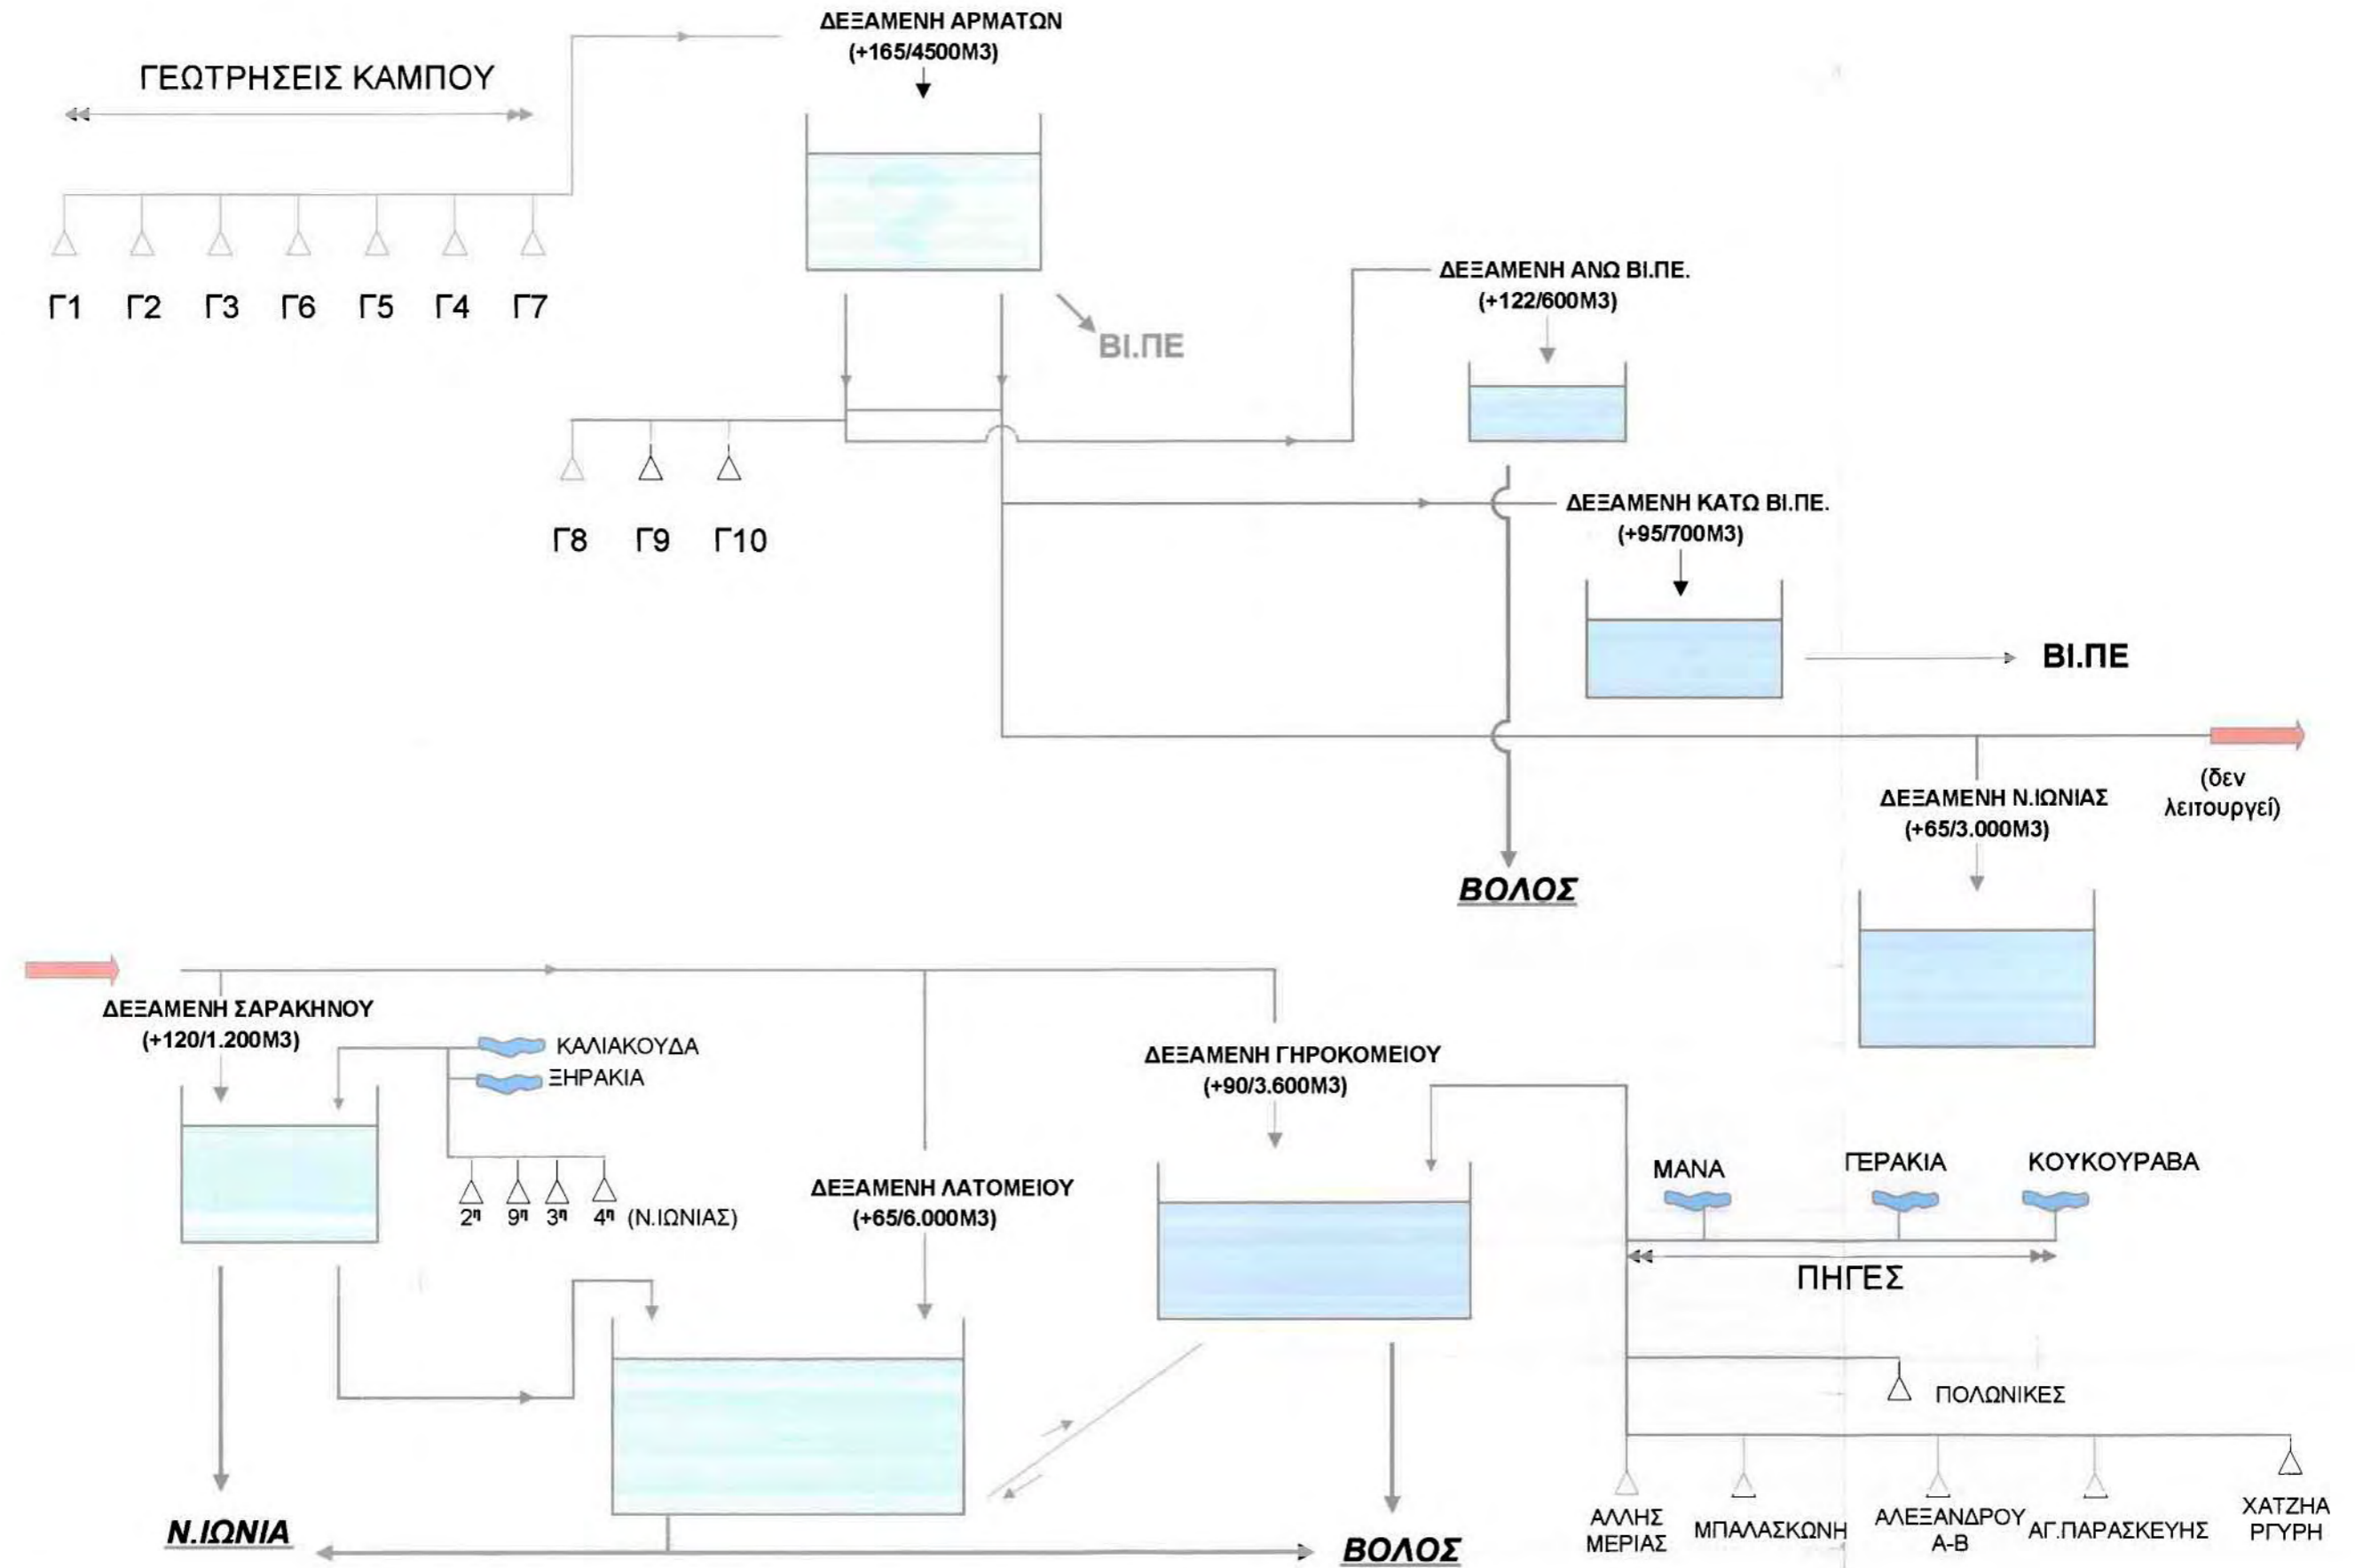 ΔΕΞΑΜΕΝΗ ΑΡΜΑΤΩΝ
(+165/4500Μ3)
ΓΕΩΤΡΗΣΕΙΣ ΚΑΜΠΟΥ
Γ1 Γ2 Γ3 Γ6 Γ5 Γ4 Γ7
ΒΙ.ΠΕ
ΔΕΞΑΜΕΝΗ ΑΝΩ ΒΙ.ΠΕ.
(+122/600Μ3)
Γ8 Γ9 Γ10
ΔΕΞΑΜΕΝΗ ΚΑΤΩ ΒΙ.ΠΕ.
(+95/700Μ3)
ΒΙ.ΠΕ
(δεν
λειτουργεί)
ΔΕΞΑΜΕΝΗ Ν.ΙΩΝΙΑΣ
(+65/3.000Μ3)
ΒΟΛΟΣ
ΔΕΞΑΜΕΝΗ ΣΑΡΑΚΗΝΟΥ
(+120/1.200Μ3)
ΚΑΛΙΑΚΟΥΔΑ
ΞΗΡΑΚΙΑ
2η 9η 3η 4η (Ν.ΙΩΝΙΑΣ)
ΔΕΞΑΜΕΝΗ ΛΑΤΟΜΕΙΟΥ
(+65/6.000Μ3)
ΔΕΞΑΜΕΝΗ ΓΗΡΟΚΟΜΕΙΟΥ
(+90/3.600Μ3)
ΜΑΝΑ ΓΕΡΑΚΙΑ ΚΟΥΚΟΥΡΑΒΑ
ΠΗΓΕΣ
ΠΟΛΩΝΙΚΕΣ
ΑΛΛΗΣ
ΜΕΡΙΑΣ
ΜΠΑΛΑΣΚΩΝΗ
ΑΛΕΞΑΝΔΡΟΥ
Α-Β
ΑΓ.ΠΑΡΑΣΚΕΥΗΣ
ΧΑΤΖΗΑ
ΡΓΥΡΗ
Ν.ΙΩΝΙΑ
ΒΟΛΟΣ